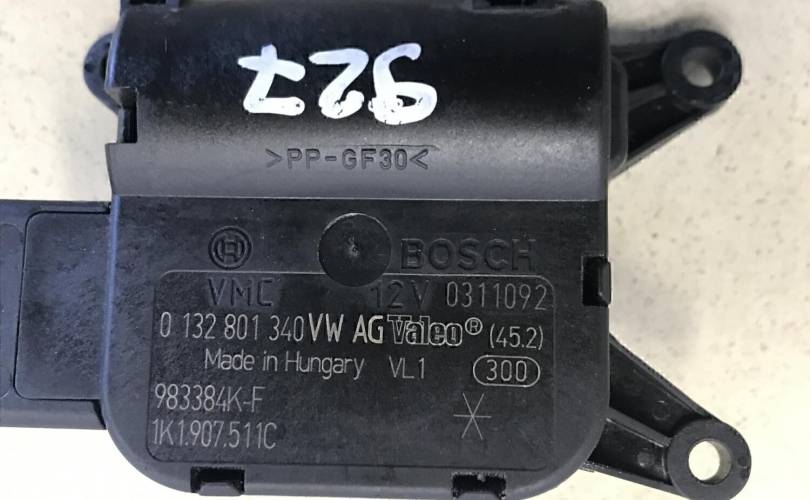 927
>PP-GF30<
BOSCH
VMC 12V 0311092
0 132 801 340 VW AG Valeo® (45.2)
Made in Hungary VL1 300
983384K-F
1K1.907.511C